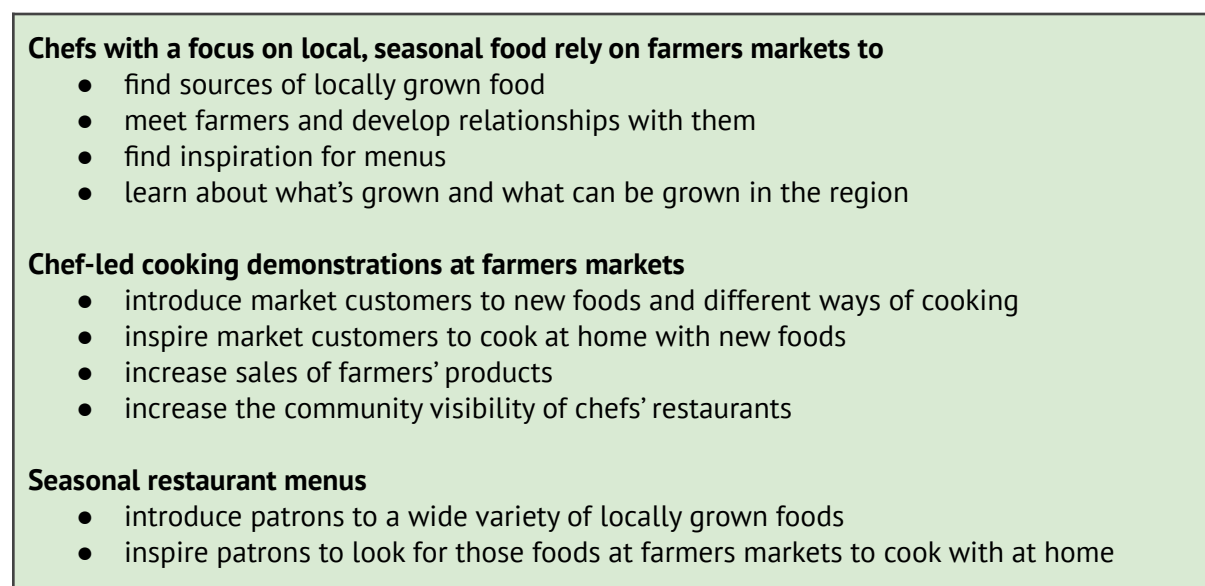 Chefs with a focus on local, seasonal food rely on farmers markets to
● find sources of locally grown food
● meet farmers and develop relationships with them
● find inspiration for menus
● learn about what’s grown and what can be grown in the region
Chef-led cooking demonstrations at farmers markets
● introduce market customers to new foods and different ways of cooking
● inspire market customers to cook at home with new foods
● increase sales of farmers’ products
● increase the community visibility of chefs’ restaurants
Seasonal restaurant menus
● introduce patrons to a wide variety of locally grown foods
● inspire patrons to look for those foods at farmers markets to cook with at home